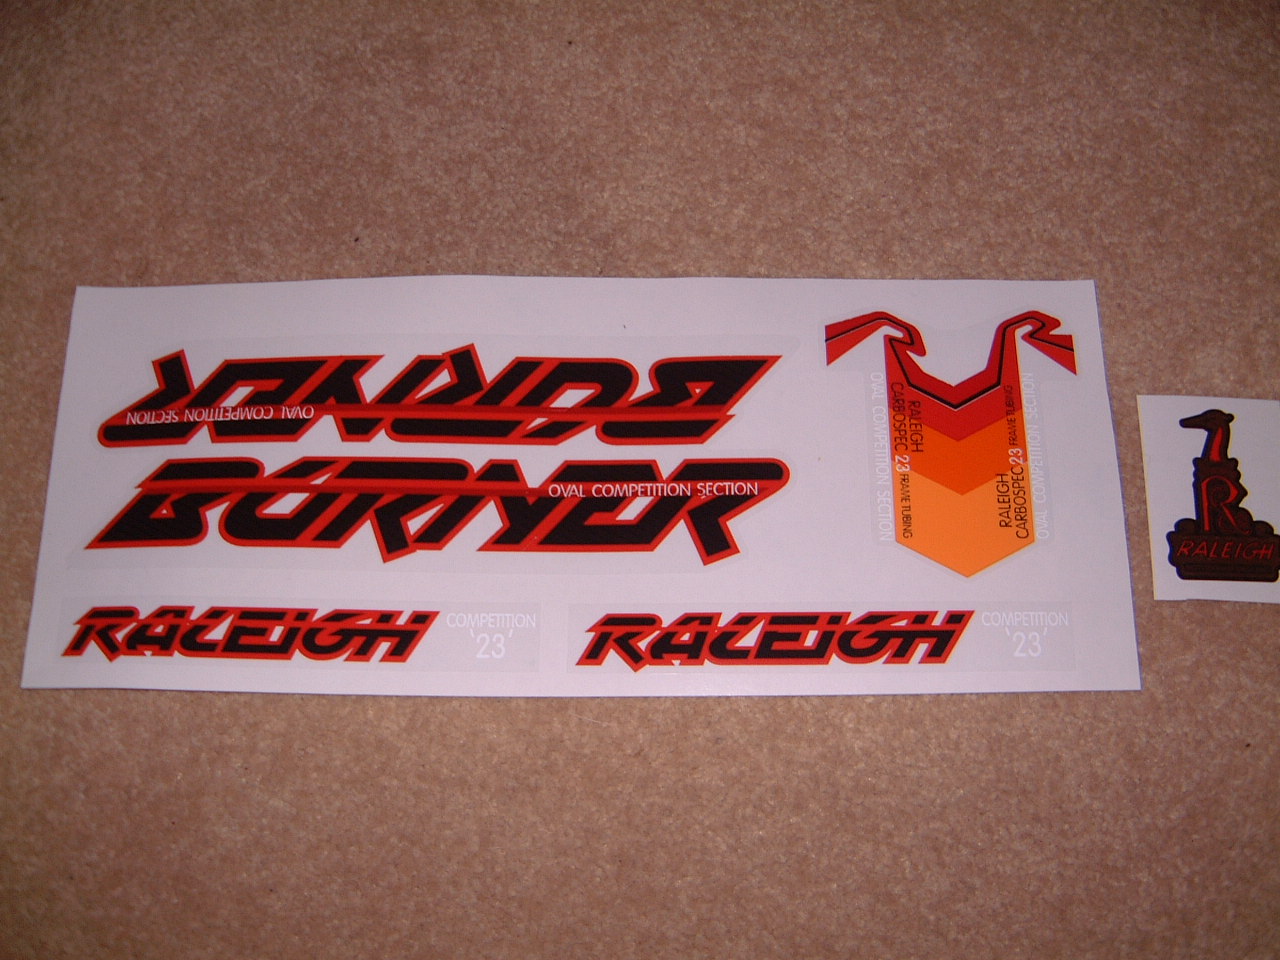 BURNER
OVAL COMPETITION SECTION
BURNER
OVAL COMPETITION SECTION
RALEIGH
COMPETITION
'23'
RALEIGH
COMPETITION
'23'
OVAL COMPETITION SECTION
RALEIGH
CARBOSPEC 23 FRAME TUBING
RALEIGH
CARBOSPEC 23 FRAME TUBING
OVAL COMPETITION SECTION
R
RALEIGH